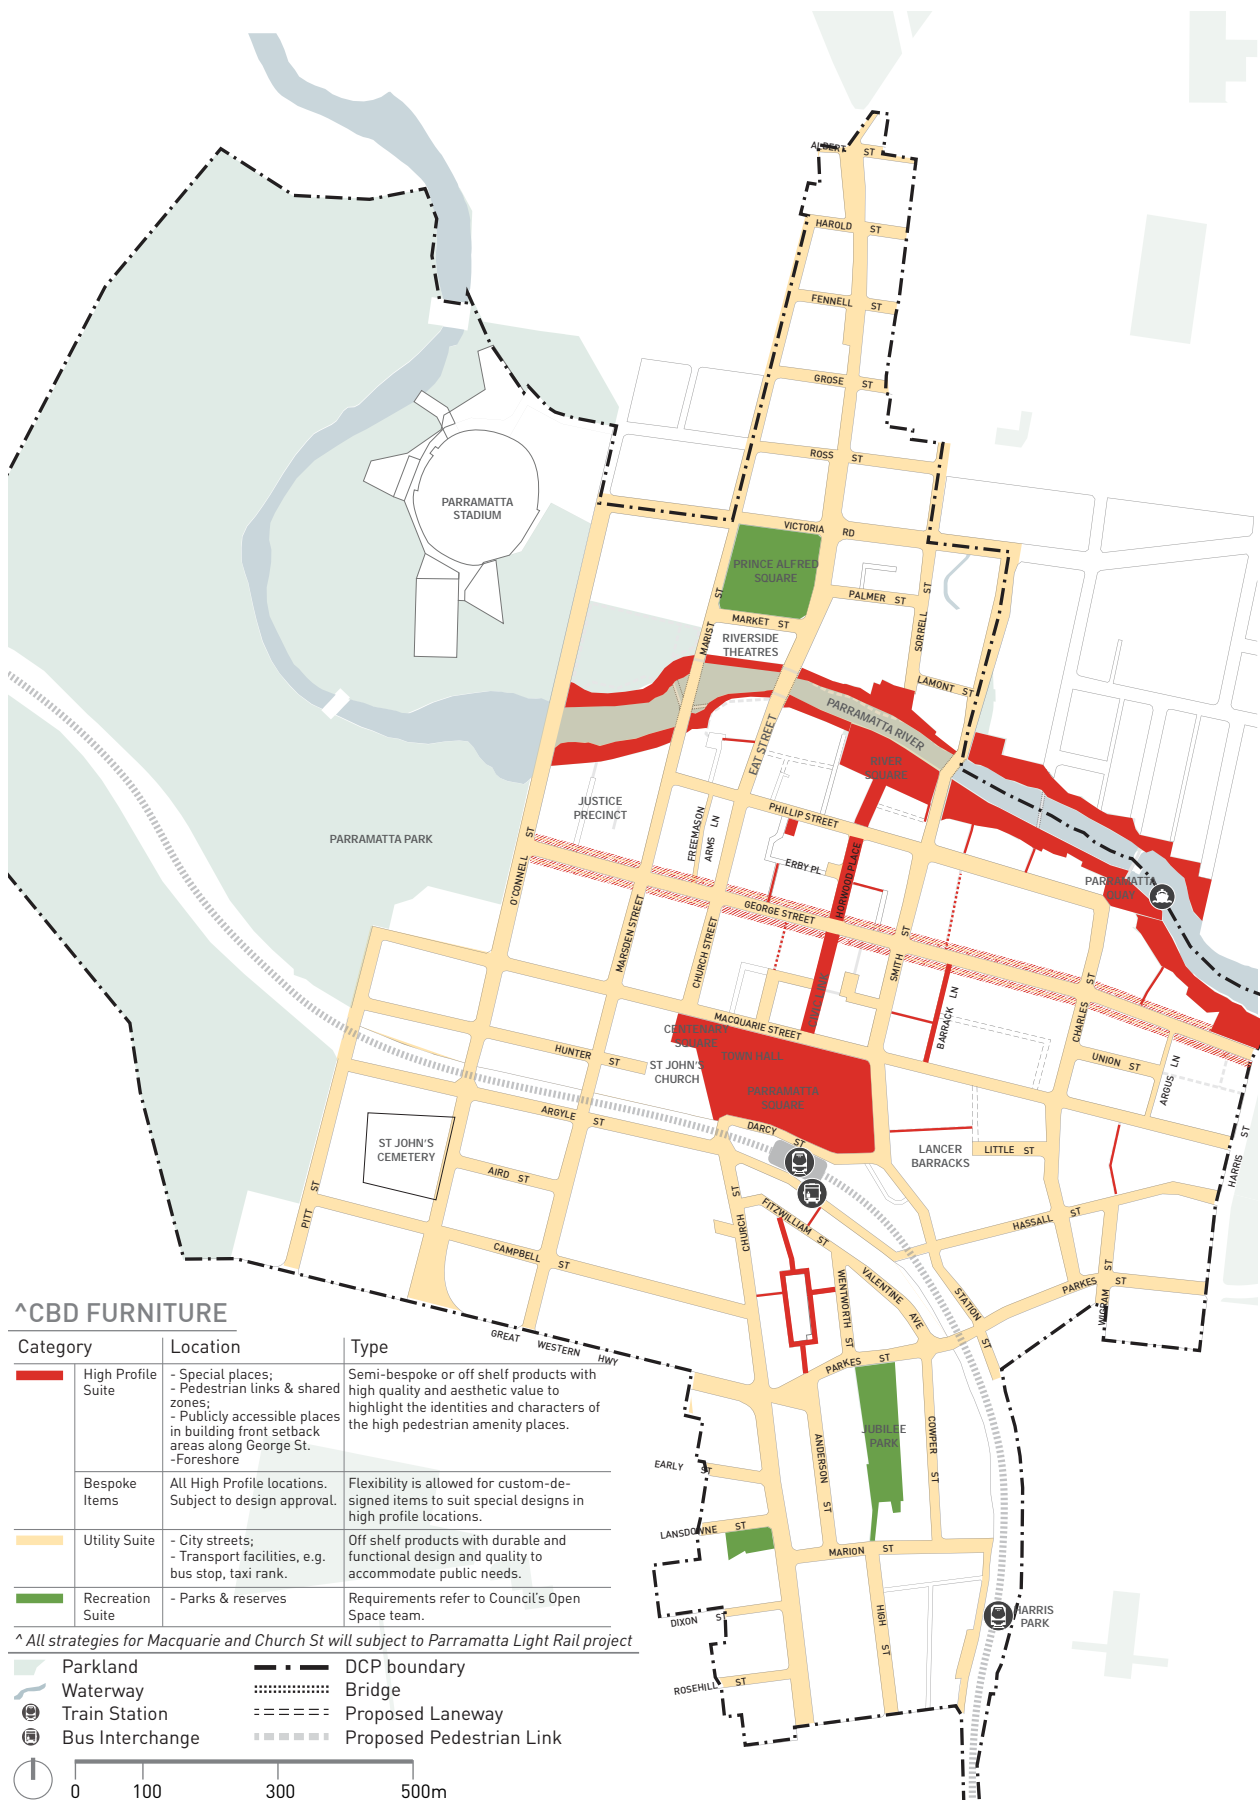 ALBERT ST
HAROLD ST
FENNELL ST
GROSE ST
ROSS ST
VICTORIA RD
PARRAMATTA
STADIUM
PRINCE ALFRED
SQUARE
PALMER ST
SORRELL ST
MARIST ST
MARKET ST
RIVERSIDE
THEATRES
LAMONT ST
PARRAMATTA RIVER
EAT STREET
RIVER
SQUARE
JUSTICE
PRECINCT
PHILLIP STREET
FREEMASON
ARMS LN
PARRAMATTA PARK
O'CONNELL ST
ERBY PL
HORWOOD PLACE
PARRAMATTA
QUAY
GEORGE STREET
MARSDEN STREET
CHURCH STREET
SMITH ST
CHARLES ST
BARRACK LN
MACQUARIE STREET
CENTENARY
SQUARE
TOWN HALL
HUNTER ST
ST JOHN'S
CHURCH
UNION ST
ARGUS LN
PARRAMATTA
SQUARE
ARGYLE ST
DARCY ST
ST JOHN'S
CEMETERY
LANCER
BARRACKS
LITTLE ST
HARRIS ST
AIRD ST
PITT ST
CHURCH ST
FITZWILLIAM ST
HASSALL ST
CAMPBELL ST
WENTWORTH ST
VALENTINE AVE
STATION ST
PARKES ST
WIGRAM ST
GREAT WESTERN HWY
PARKES ST
JUBILEE
PARK
ANDERSON ST
COWPER ST
EARLY ST
LANSDOWNE ST
MARION ST
HIGH ST
DIXON ST
HARRIS
PARK
ROSEHILL ST
^CBD FURNITURE
Category Location Type
High Profile
Suite
- Special places;
- Pedestrian links & shared
zones;
- Publicly accessible places
in building front setback
areas along George St.
-Foreshore
Semi-bespoke or off shelf products with
high quality and aesthetic value to
highlight the identities and characters of
the high pedestrian amenity places.
Bespoke
Items
All High Profile locations.
Subject to design approval.
Flexibility is allowed for custom-de-
signed items to suit special designs in
high profile locations.
Utility Suite
- City streets;
- Transport facilities, e.g.
bus stop, taxi rank.
Off shelf products with durable and
functional design and quality to
accommodate public needs.
Recreation
Suite
- Parks & reserves
Requirements refer to Council's Open
Space team.
^ All strategies for Macquarie and Church St will subject to Parramatta Light Rail project
Parkland
Waterway
Train Station
Bus Interchange
DCP boundary
Bridge
Proposed Laneway
Proposed Pedestrian Link
0 100 300 500m